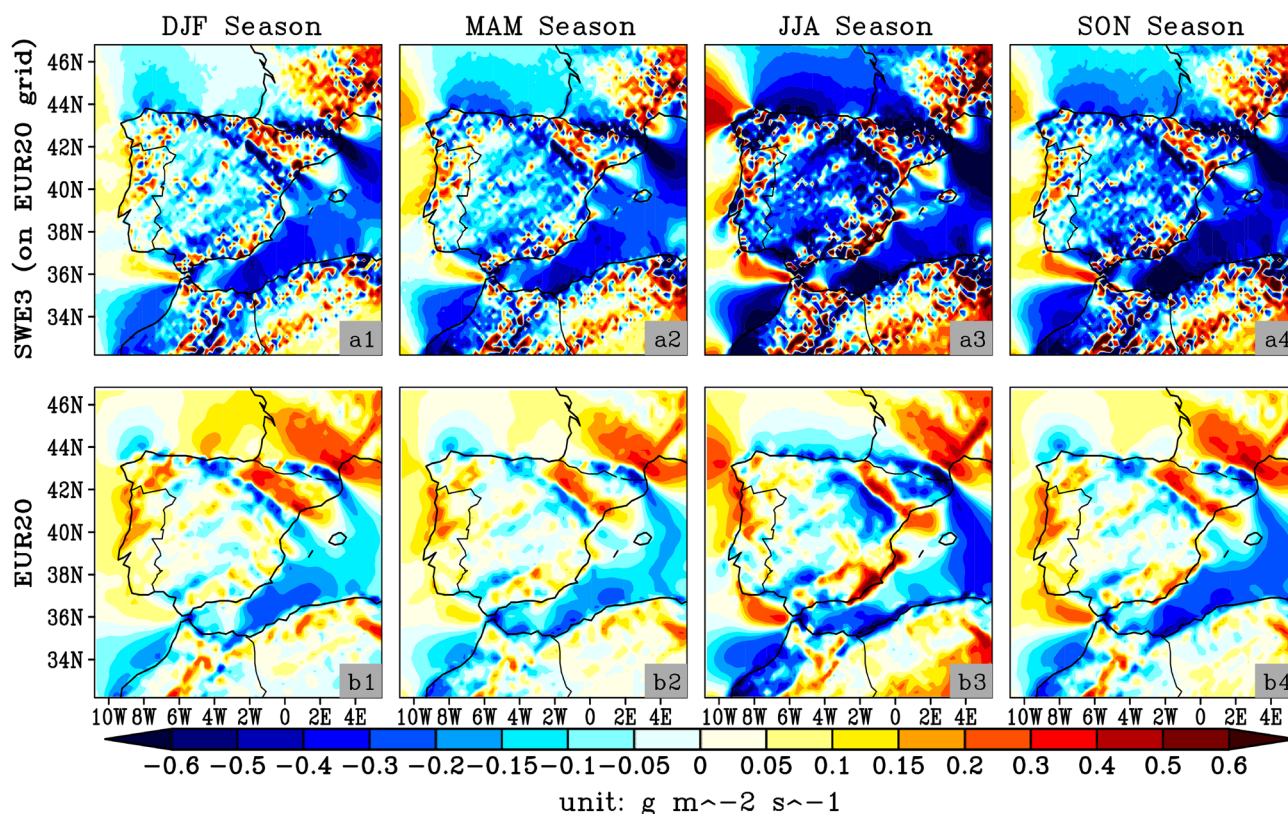 DJF Season MAM Season JJA Season SON Season
SWE3 (on EUR20 grid)
46N
44N
42N
40N
38N
36N
34N
a1 a2 a3 a4
EUR20
46N
44N
42N
40N
38N
36N
34N
b1 b2 b3 b4
10W 8W 6W 4W 2W 0 2E 4E 10W 8W 6W 4W 2W 0 2E 4E 10W 8W 6W 4W 2W 0 2E 4E 10W 8W 6W 4W 2W 0 2E 4E
−0.6 −0.5 −0.4 −0.3 −0.2 −0.15 −0.1 −0.05 0 0.05 0.1 0.15 0.2 0.3 0.4 0.5 0.6
unit: g m^−2 s^−1